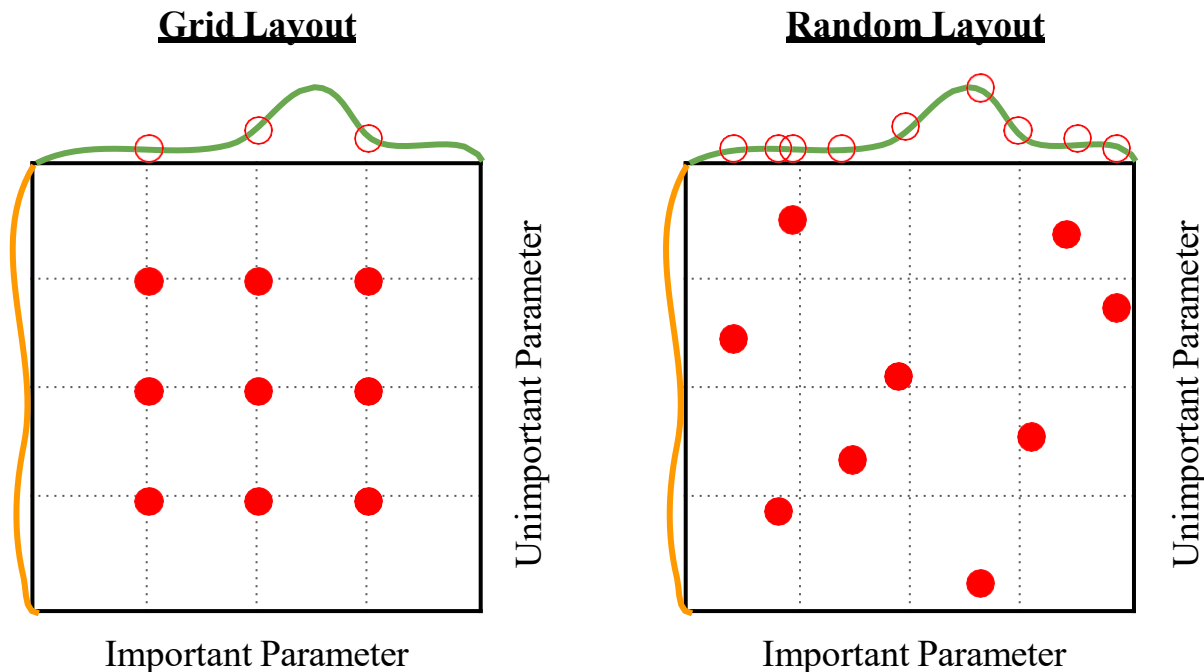 Grid Layout
Random Layout
Unimportant Parameter
Unimportant Parameter
Important Parameter
Important Parameter